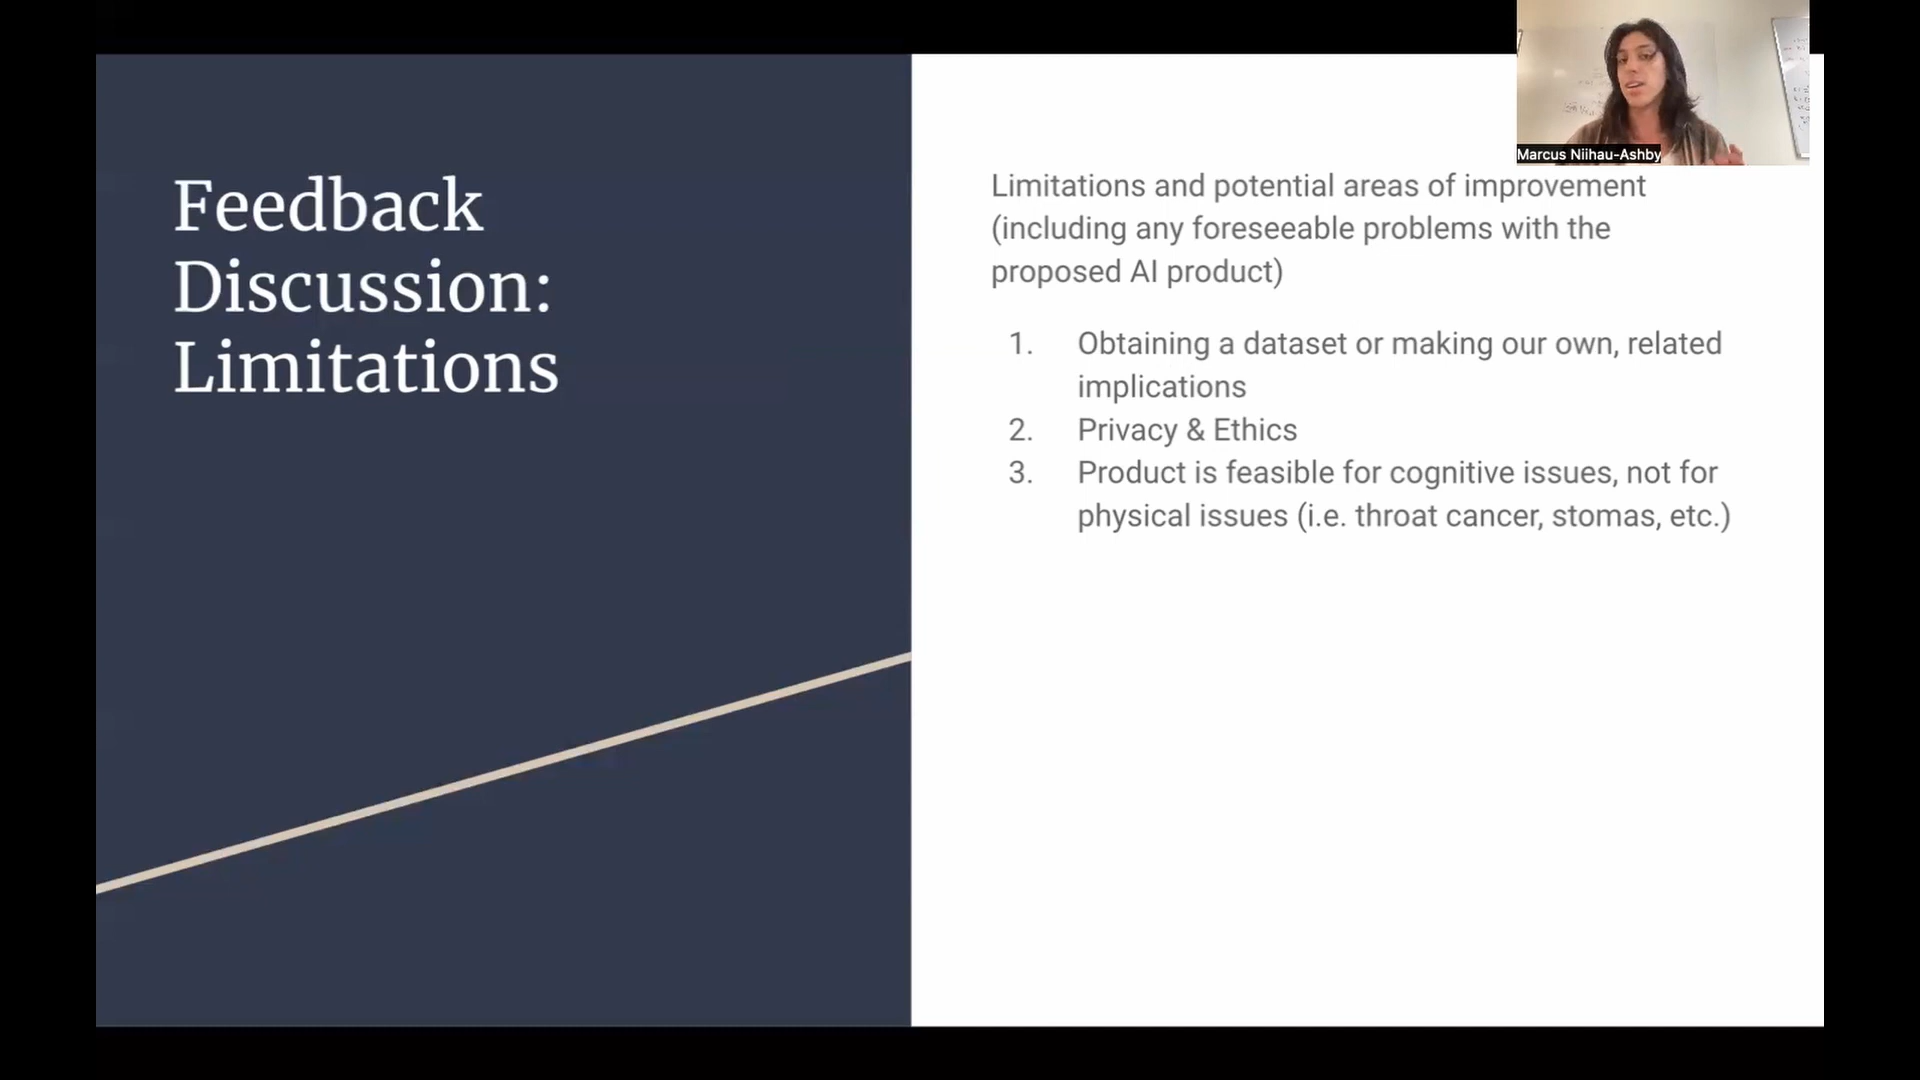 Feedback
Discussion:
Limitations
Marcus Niihau-Ashby
Limitations and potential areas of improvement
(including any foreseeable problems with the
proposed AI product)
1. Obtaining a dataset or making our own, related
implications
2. Privacy & Ethics
3. Product is feasible for cognitive issues, not for
physical issues (i.e. throat cancer, stomas, etc.)